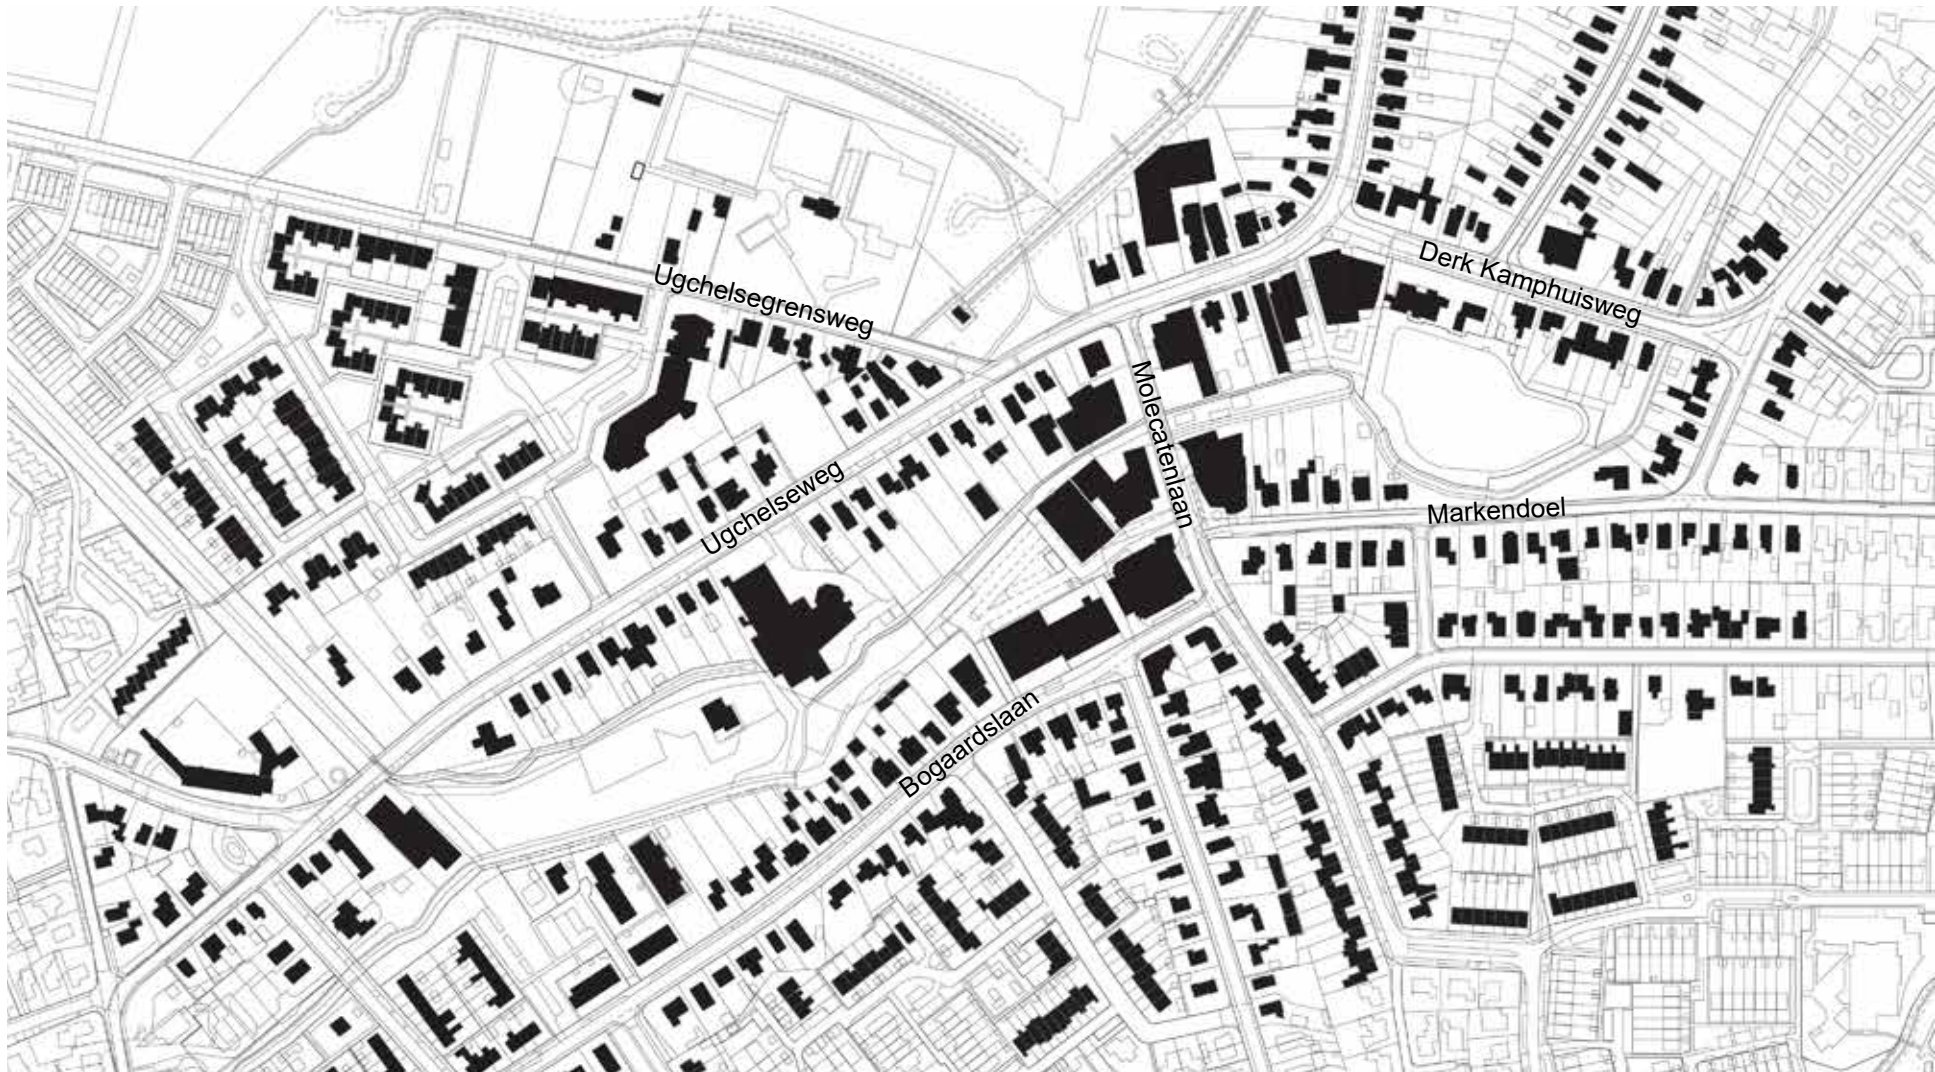 Derk Kamphuisweg
Ugchelsegrensweg
Molecatenlaan
Ugchelseweg
Markendoel
Bogaardslaan